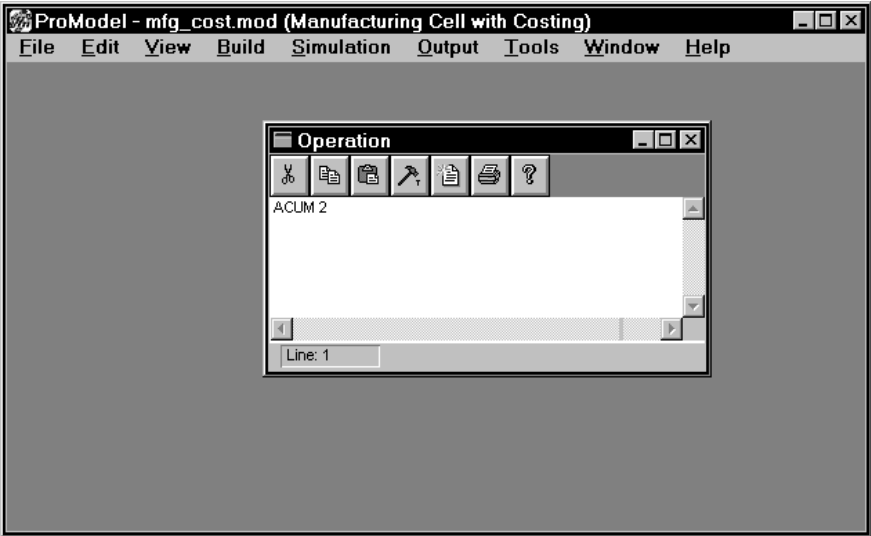 ProModel - mfg_cost.mod (Manufacturing Cell with Costing)
File Edit View Build Simulation Output Tools Window Help
Operation
ACUM 2
Line: 1